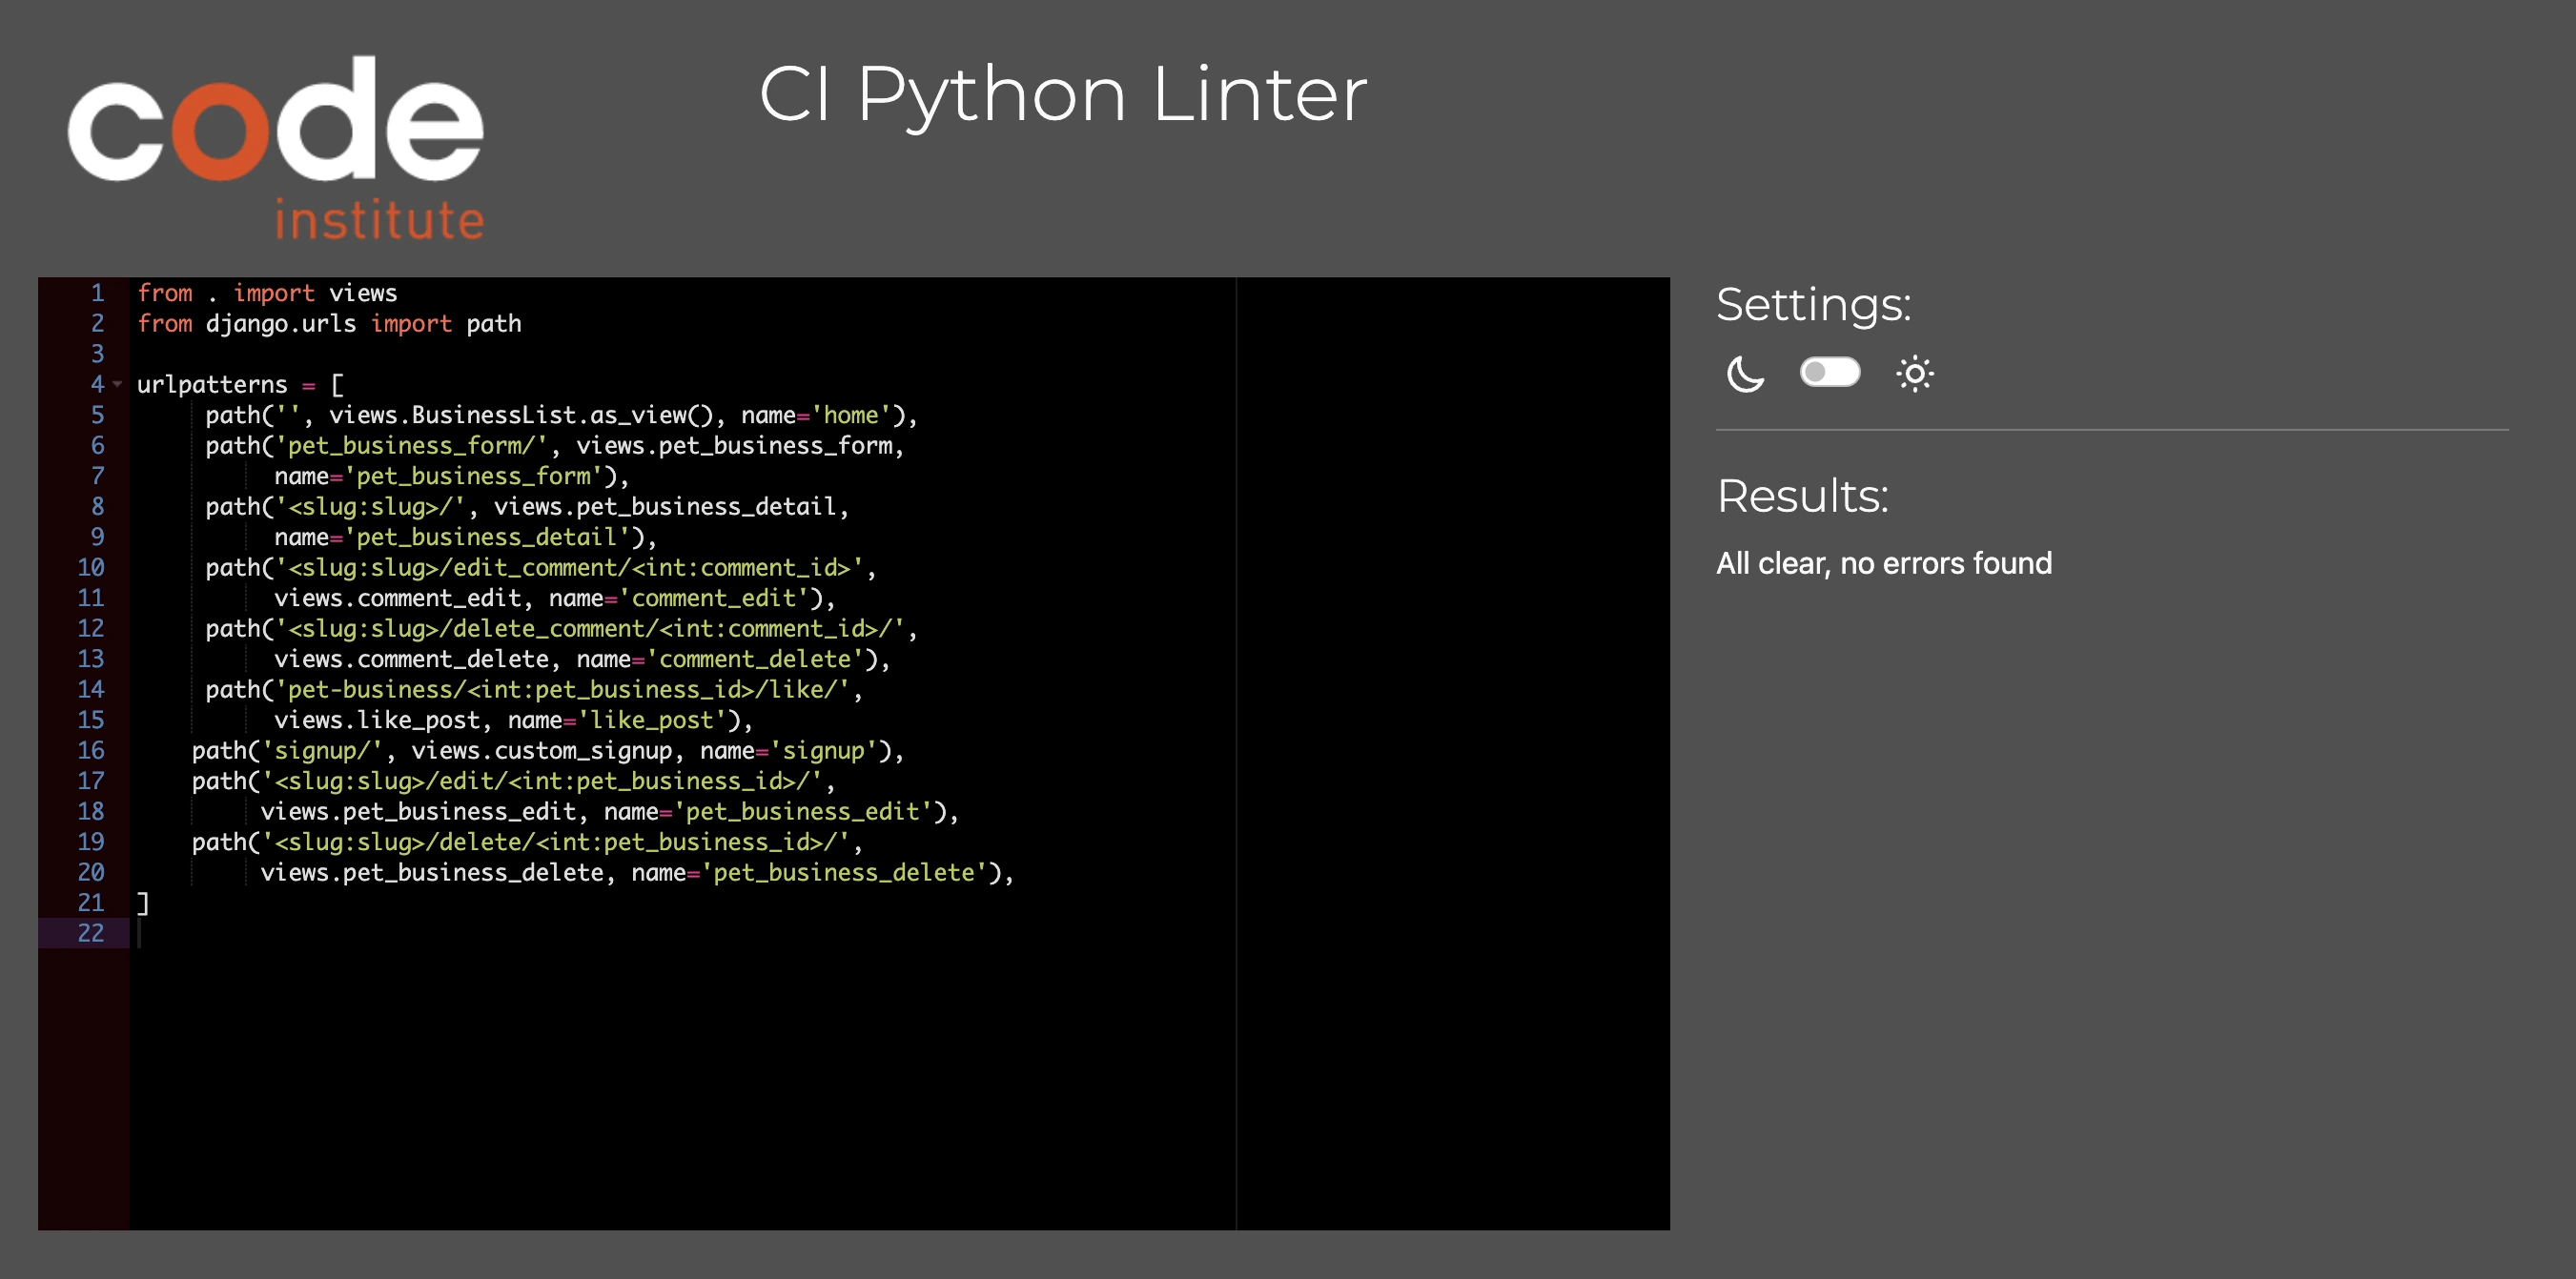 code
institute
CI Python Linter
1 from . import views
2 from django.urls import path
3
4 urlpatterns = [
5      path('', views.BusinessList.as_view(), name='home'),
6      path('pet_business_form/', views.pet_business_form,
7           name='pet_business_form'),
8      path('<slug:slug>/', views.pet_business_detail,
9           name='pet_business_detail'),
10      path('<slug:slug>/edit_comment/<int:comment_id>',
11           views.comment_edit, name='comment_edit'),
12      path('<slug:slug>/delete_comment/<int:comment_id>/',
13           views.comment_delete, name='comment_delete'),
14      path('pet-business/<int:pet_business_id>/like/',
15           views.like_post, name='like_post'),
16     path('signup/', views.custom_signup, name='signup'),
17     path('<slug:slug>/edit/<int:pet_business_id>/',
18          views.pet_business_edit, name='pet_business_edit'),
19     path('<slug:slug>/delete/<int:pet_business_id>/',
20          views.pet_business_delete, name='pet_business_delete'),
21 ]
22
Settings:
Results:
All clear, no errors found